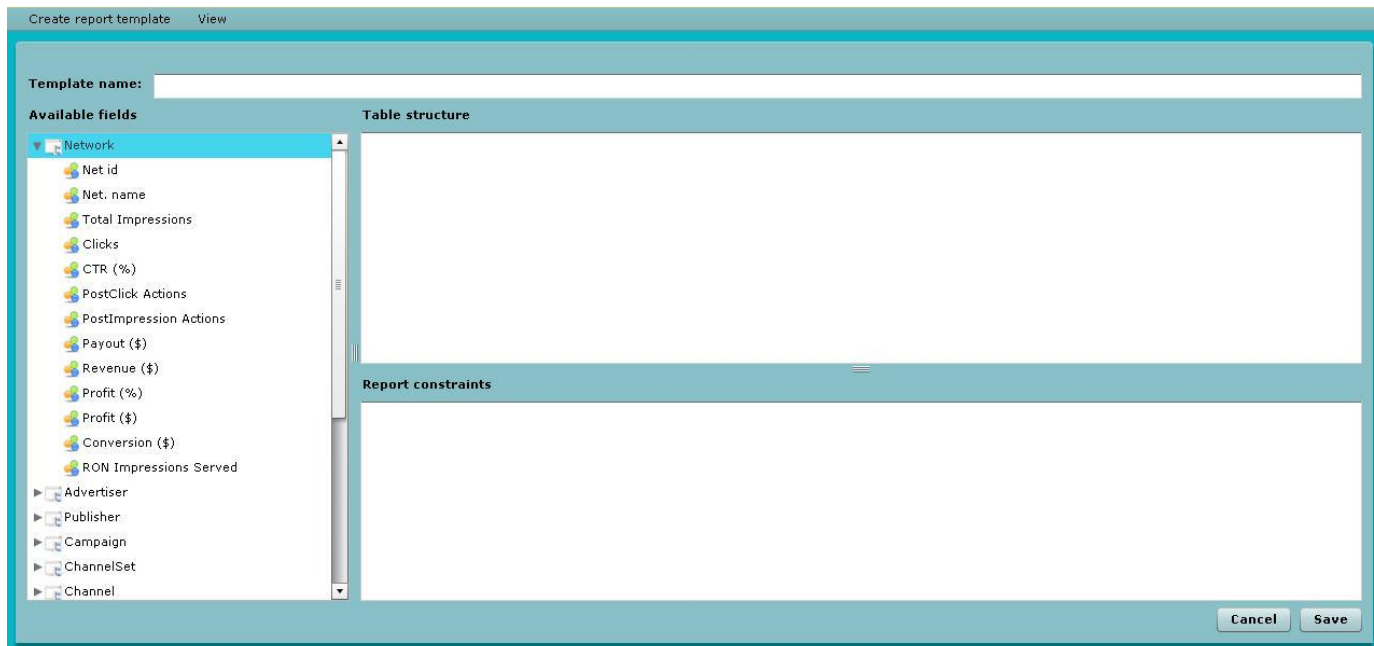 Create report template View
Template name:
Available fields
Table structure
Network
Net id
Net. name
Total Impressions
Clicks
CTR (%)
PostClick Actions
PostImpression Actions
Payout ($)
Revenue ($)
Profit (%)
Profit ($)
Conversion ($)
RON Impressions Served
Advertiser
Publisher
Campaign
ChannelSet
Channel
Report constraints
Cancel Save